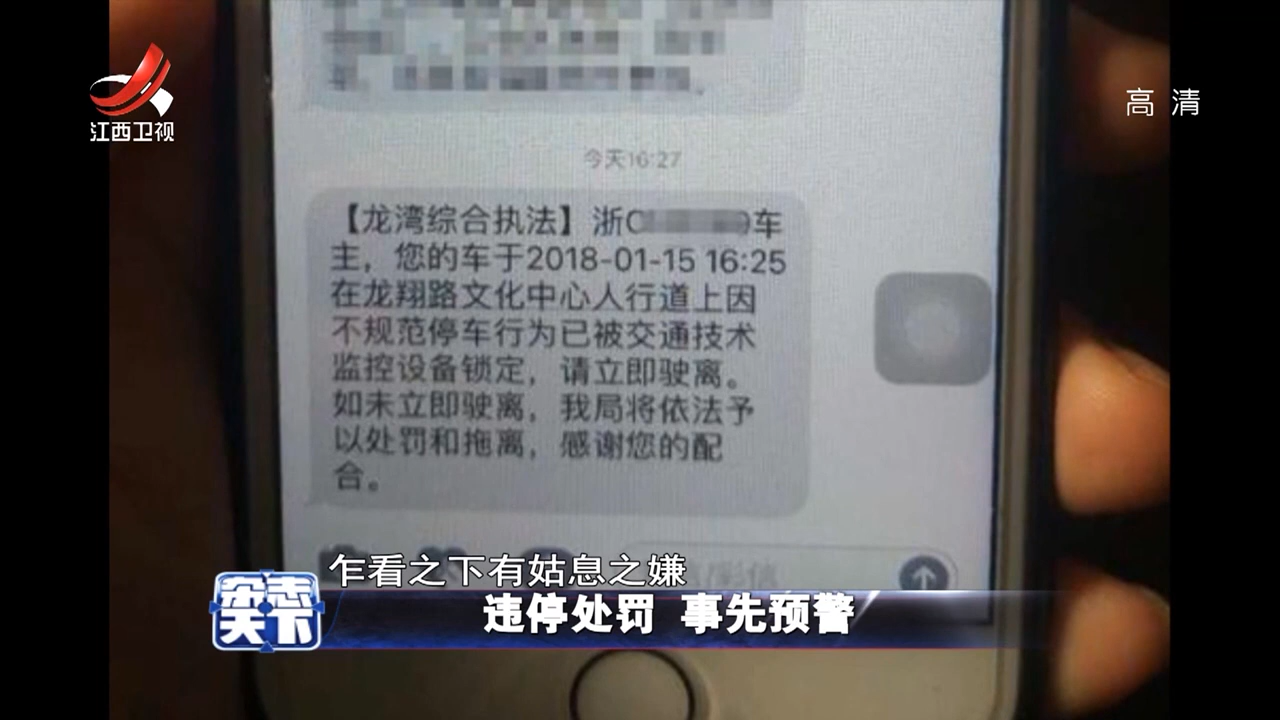 江西卫视
高清
今天16:27
【龙湾综合执法】浙C 车
主，您的车于2018-01-15 16:25
在龙翔路文化中心人行道上因
不规范停车行为已被交通技术
监控设备锁定，请立即驶离。
如未立即驶离，我局将依法予
以处罚和拖离，感谢您的配
合。
乍看之下有姑息之嫌
杂志天下
违停处罚 事先预警